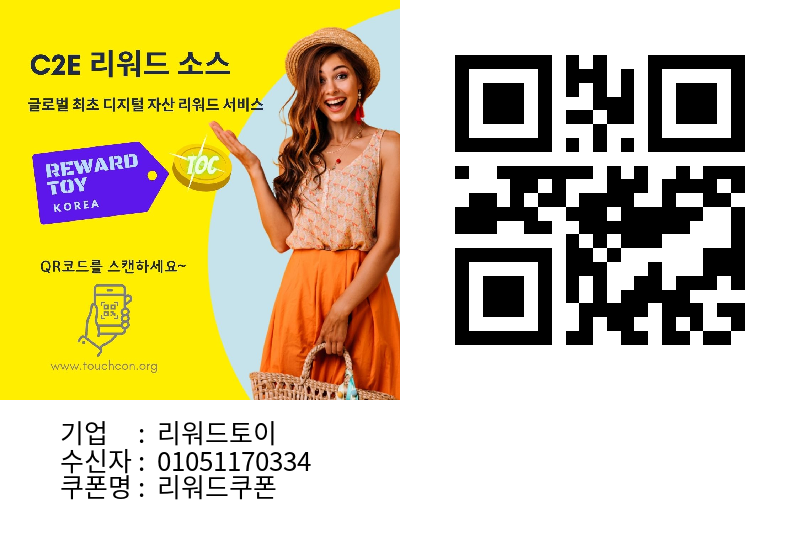 C2E 리워드 소스
글로벌 최초 디지털 자산 리워드 서비스
REWARD
TOY
KOREA
TOC
QR코드를 스캔하세요~
www.touchcon.org
기업 : 리워드토이
수신자 : 01051170334
쿠폰명 : 리워드쿠폰